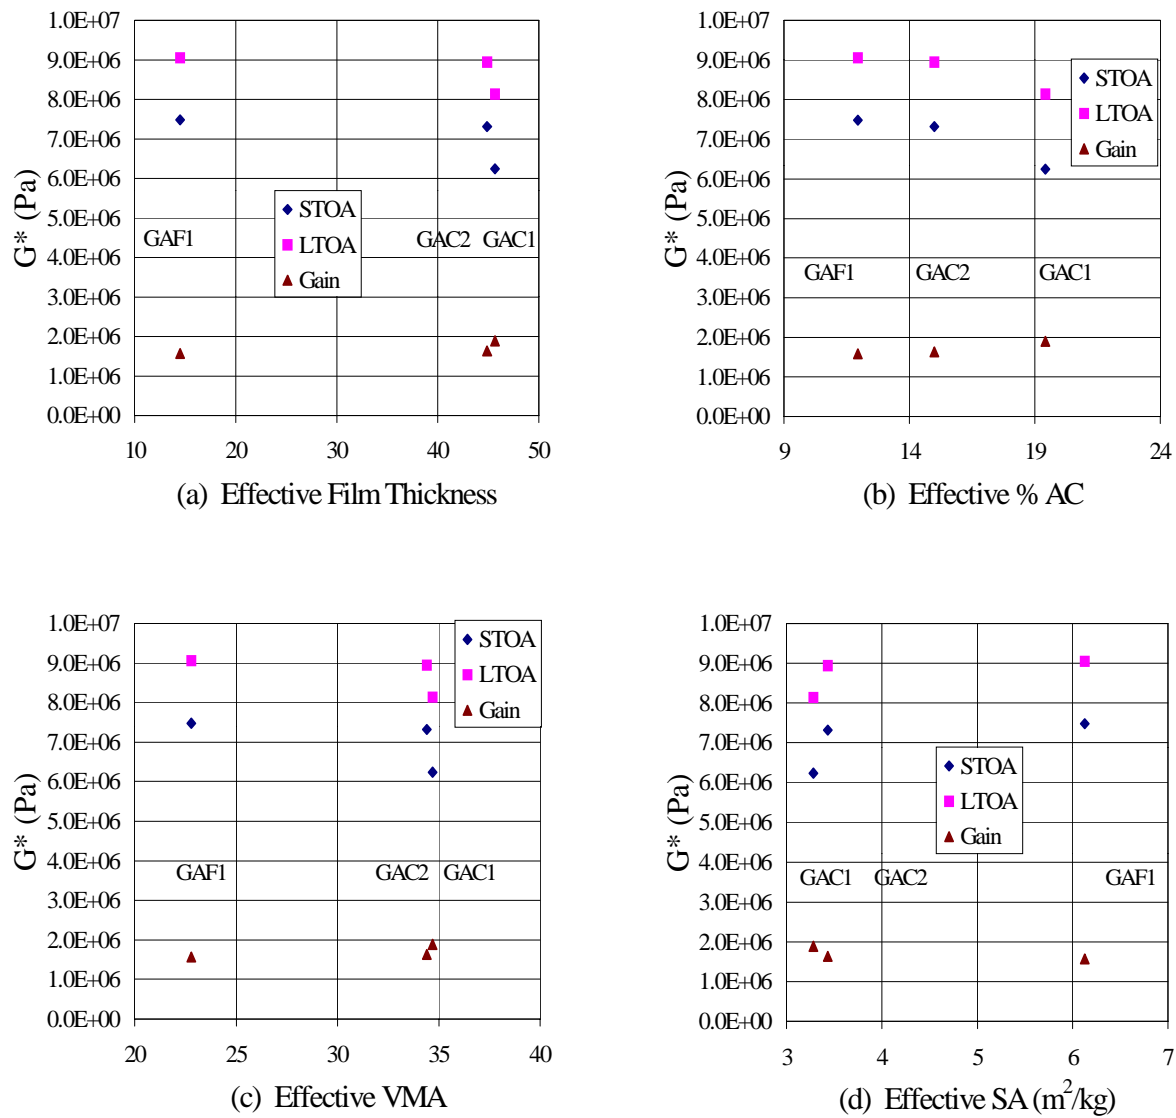 1.0E+07
9.0E+06
8.0E+06
7.0E+06
6.0E+06
5.0E+06
4.0E+06
3.0E+06
2.0E+06
1.0E+06
0.0E+00
G* (Pa)
STOA
LTOA
Gain
GAF1 GAC2 GAC1
10 20 30 40 50
(a) Effective Film Thickness
1.0E+07
9.0E+06
8.0E+06
7.0E+06
6.0E+06
5.0E+06
4.0E+06
3.0E+06
2.0E+06
1.0E+06
0.0E+00
G* (Pa)
STOA
LTOA
Gain
GAF1 GAC2 GAC1
9 14 19 24
(b) Effective % AC
1.0E+07
9.0E+06
8.0E+06
7.0E+06
6.0E+06
5.0E+06
4.0E+06
3.0E+06
2.0E+06
1.0E+06
0.0E+00
G* (Pa)
STOA
LTOA
Gain
GAF1 GAC2 GAC1
20 25 30 35 40
(c) Effective VMA
1.0E+07
9.0E+06
8.0E+06
7.0E+06
6.0E+06
5.0E+06
4.0E+06
3.0E+06
2.0E+06
1.0E+06
0.0E+00
G* (Pa)
STOA
LTOA
Gain
GAC1 GAC2 GAF1
3 4 5 6 7
(d) Effective SA (m²/kg)